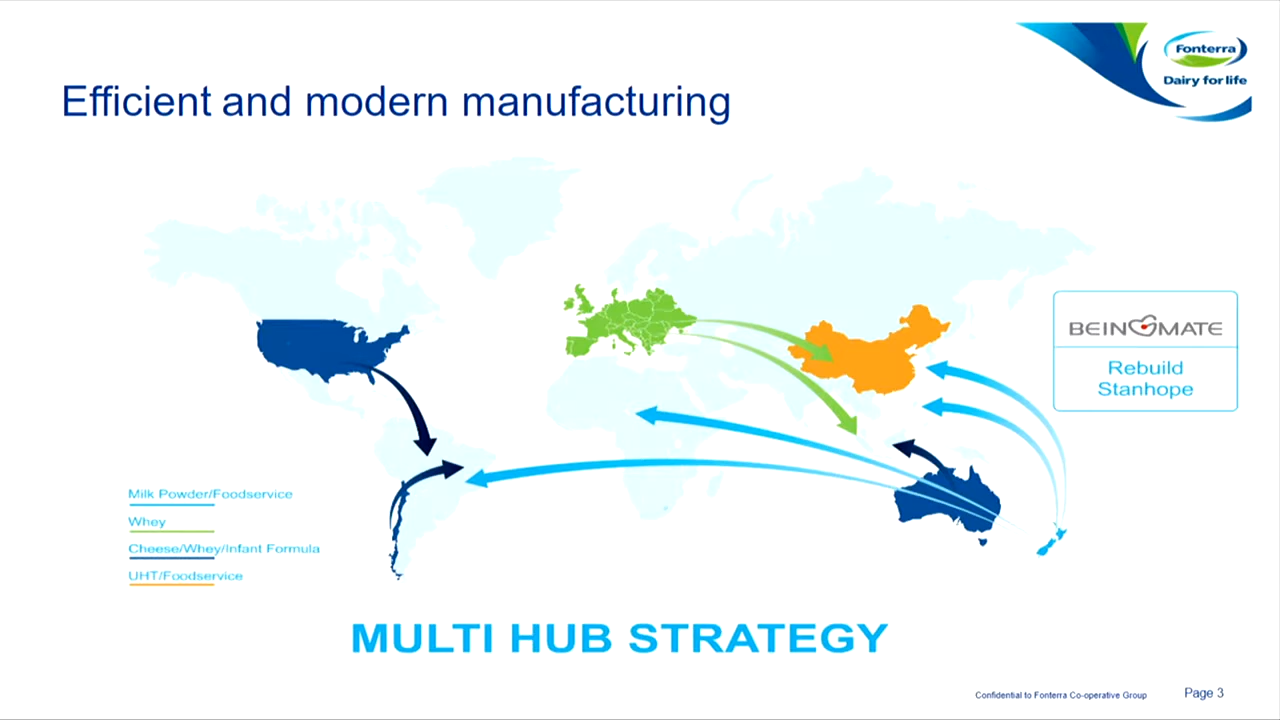 Fonterra
Dairy for life
Efficient and modern manufacturing
BEINGMATE
Rebuild
Stanhope
Milk Powder/Foodservice
Whey
Cheese/Whey/Infant Formula
UHT/Foodservice
MULTI HUB STRATEGY
Confidential to Fonterra Co-operative Group
Page 3